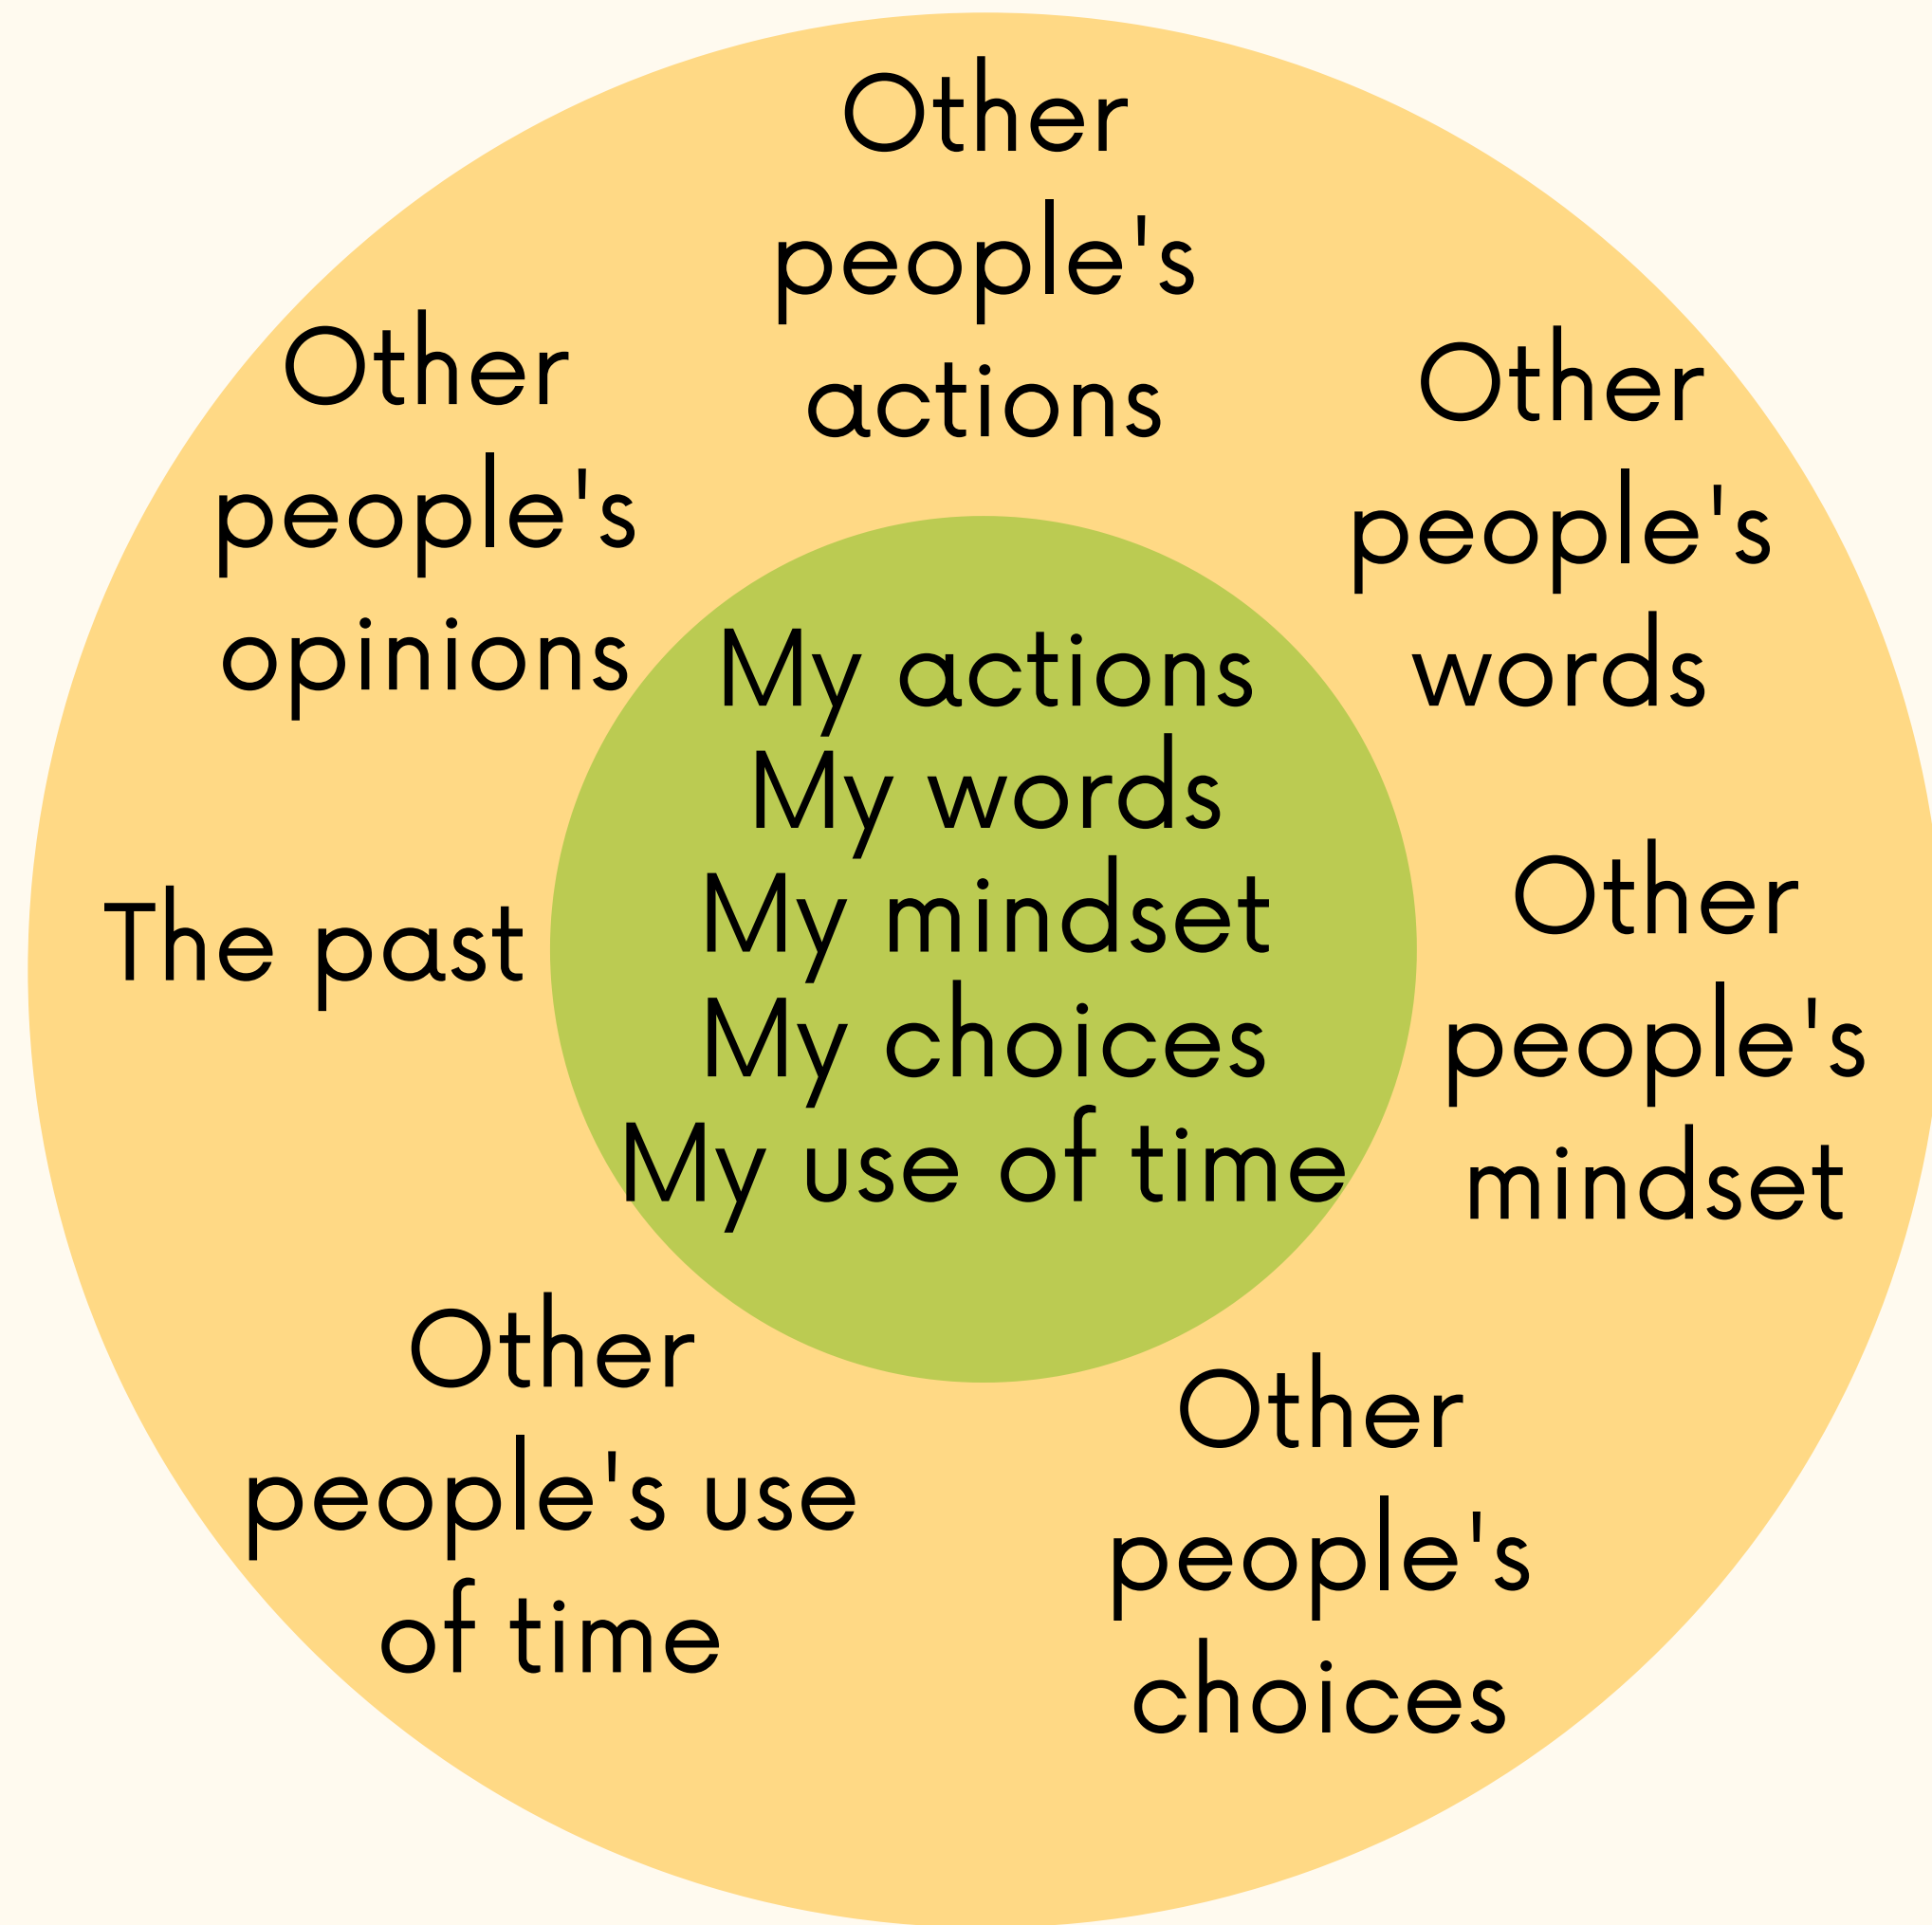 Other
people's
actions
Other
people's
opinions
Other
people's
words
My actions
My words
My mindset
My choices
My use of time
The past
Other
people's
mindset
Other
people's use
of time
Other
people's
choices